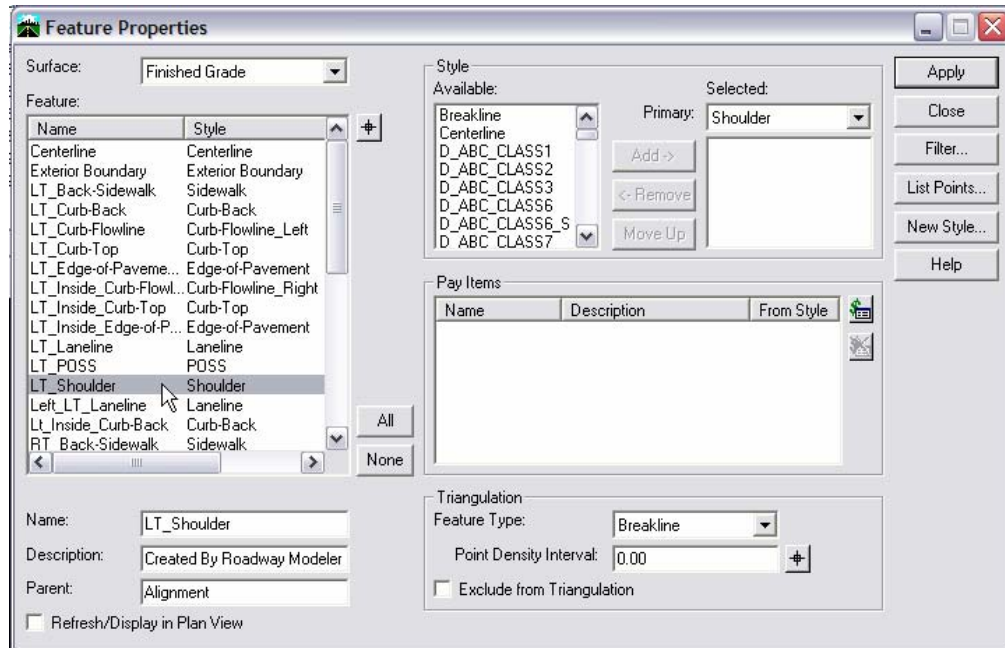 Feature Properties
Surface:
Finished Grade
Feature:
Name Style
Centerline Centerline
Exterior Boundary Exterior Boundary
LT_Back-Sidewalk Sidewalk
LT_Curb-Back Curb-Back
LT_Curb-Flowline Curb-Flowline_Left
LT_Curb-Top Curb-Top
LT_Edge-of-Paveme... Edge-of-Pavement
LT_Inside_Curb-Flowl... Curb-Flowline_Right
LT_Inside_Curb-Top Curb-Top
LT_Inside_Edge-of-P... Edge-of-Pavement
LT_Laneline Laneline
LT_POSS POSS
LT_Shoulder Shoulder
Left_LT_Laneline Laneline
Lt_Inside_Curb-Back Curb-Back
RT_Back-Sidewalk Sidewalk
All
None
Name:
LT_Shoulder
Description:
Created By Roadway Modeler
Parent:
Alignment
Refresh/Display in Plan View
Style
Available:
Breakline
Centerline
D_ABC_CLASS1
D_ABC_CLASS2
D_ABC_CLASS3
D_ABC_CLASS6
D_ABC_CLASS6_S
D_ABC_CLASS7
Add ->
<- Remove
Move Up
Selected:
Primary:
Shoulder
Pay Items
Name Description From Style
Triangulation
Feature Type:
Breakline
Point Density Interval:
0.00
Exclude from Triangulation
Apply
Close
Filter...
List Points...
New Style...
Help